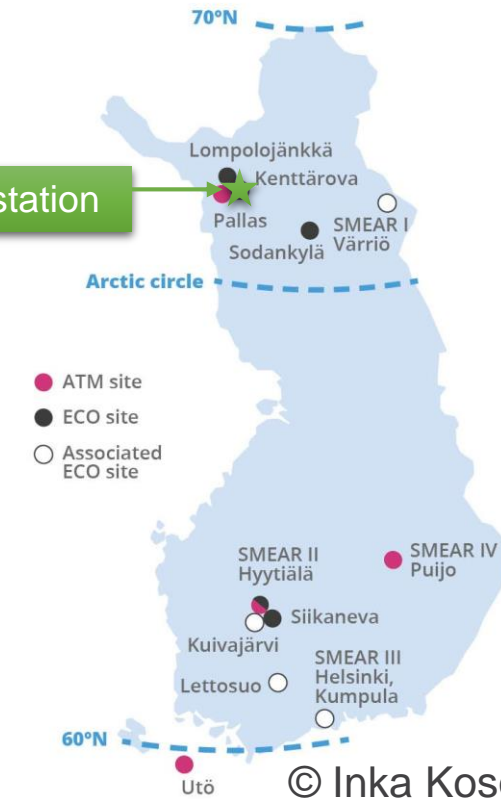 70°N
Lompolojänkkä
Kenttärova
station
Pallas
SMEAR I
Värriö
Sodankylä
Arctic circle
ATM site
ECO site
Associated
ECO site
SMEAR II
Hyytiälä
SMEAR IV
Puijo
Siikaneva
Kuivajärvi
SMEAR III
Helsinki,
Kumpula
Lettosuo
60°N
Utö
© Inka